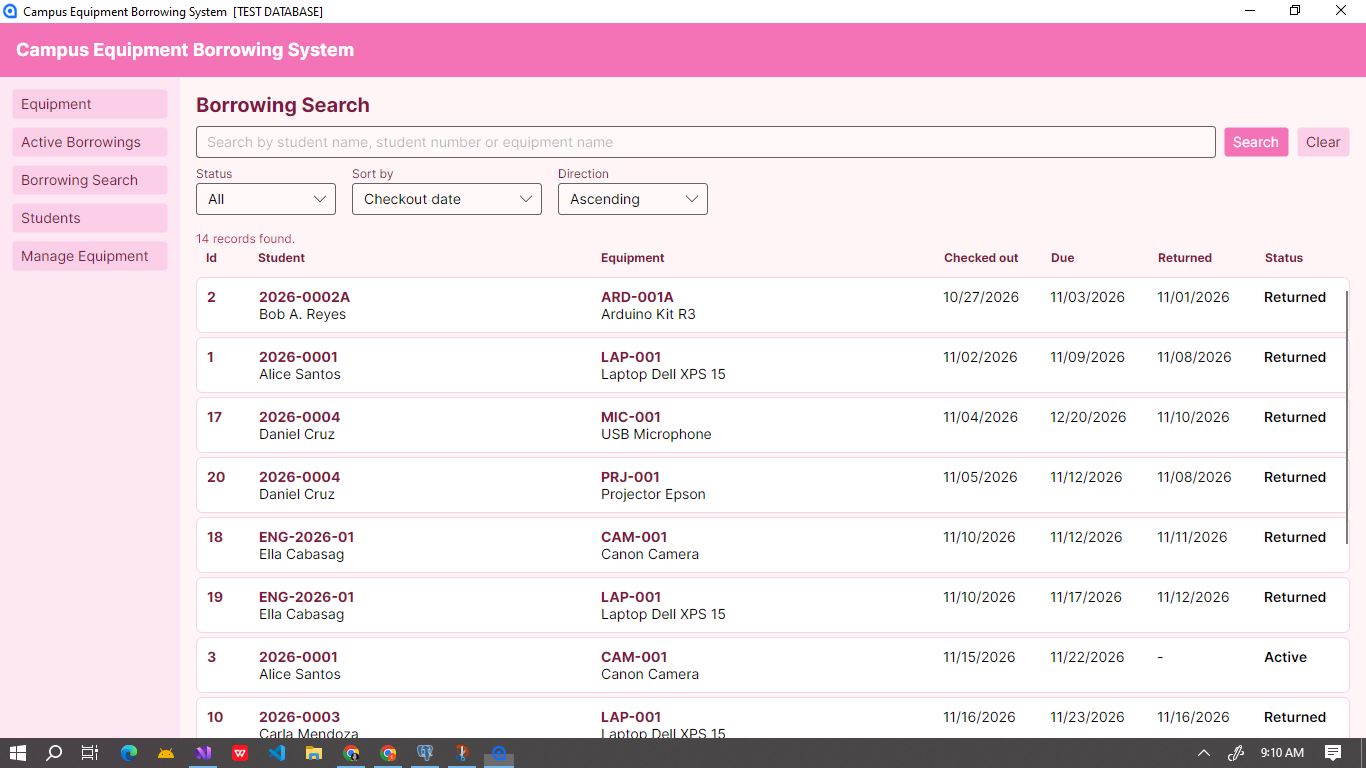 Campus Equipment Borrowing System [TEST DATABASE]
Campus Equipment Borrowing System
Equipment
Active Borrowings
Borrowing Search
Students
Manage Equipment
Borrowing Search
Search by student name, student number or equipment name
Search
Clear
Status
Sort by
Direction
All
Checkout date
Ascending
14 records found.
Id Student Equipment Checked out Due Returned Status
2 2026-0002A ARD-001A 10/27/2026 11/03/2026 11/01/2026 Returned
Bob A. Reyes Arduino Kit R3
1 2026-0001 LAP-001 11/02/2026 11/09/2026 11/08/2026 Returned
Alice Santos Laptop Dell XPS 15
17 2026-0004 MIC-001 11/04/2026 12/20/2026 11/10/2026 Returned
Daniel Cruz USB Microphone
20 2026-0004 PRJ-001 11/05/2026 11/12/2026 11/08/2026 Returned
Daniel Cruz Projector Epson
18 ENG-2026-01 CAM-001 11/10/2026 11/12/2026 11/11/2026 Returned
Ella Cabasag Canon Camera
19 ENG-2026-01 LAP-001 11/10/2026 11/17/2026 11/12/2026 Returned
Ella Cabasag Laptop Dell XPS 15
3 2026-0001 CAM-001 11/15/2026 11/22/2026 - Active
Alice Santos Canon Camera
10 2026-0003 LAP-001 11/16/2026 11/23/2026 11/16/2026 Returned
Carla Mendoza Laptop Dell XPS 15
9:10 AM